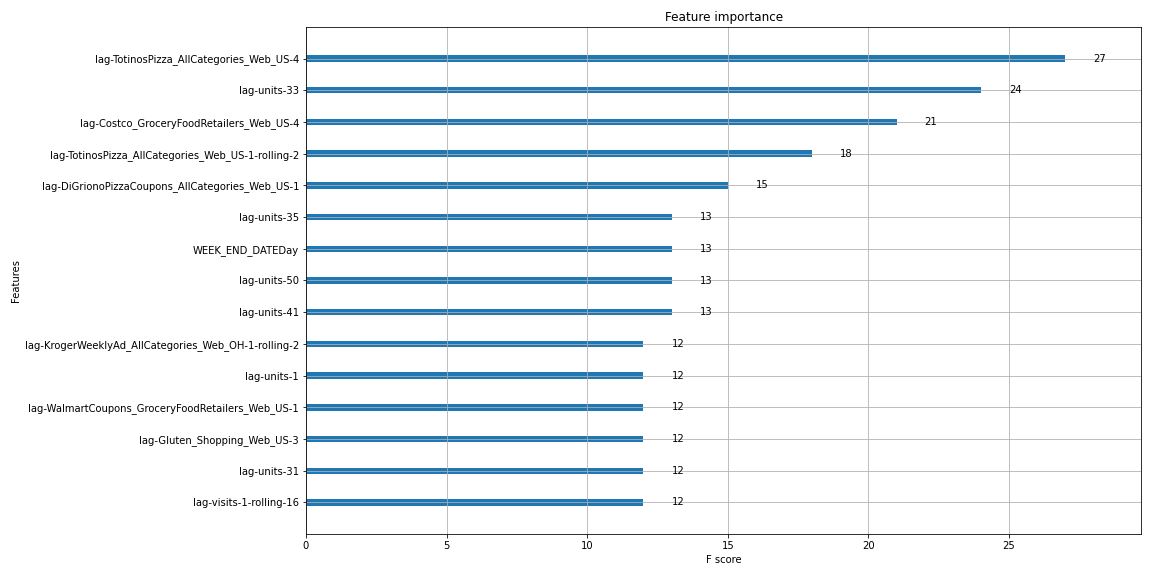 Feature importance
Features
lag-TotinosPizza_AllCategories_Web_US-4 27
lag-units-33 24
lag-Costco_GroceryFoodRetailers_Web_US-4 21
lag-TotinosPizza_AllCategories_Web_US-1-rolling-2 18
lag-DiGrionoPizzaCoupons_AllCategories_Web_US-1 15
lag-units-35 13
WEEK_END_DATEDay 13
lag-units-50 13
lag-units-41 13
lag-KrogerWeeklyAd_AllCategories_Web_OH-1-rolling-2 12
lag-units-1 12
lag-WalmartCoupons_GroceryFoodRetailers_Web_US-1 12
lag-Gluten_Shopping_Web_US-3 12
lag-units-31 12
lag-visits-1-rolling-16 12
0 5 10 15 20 25
F score